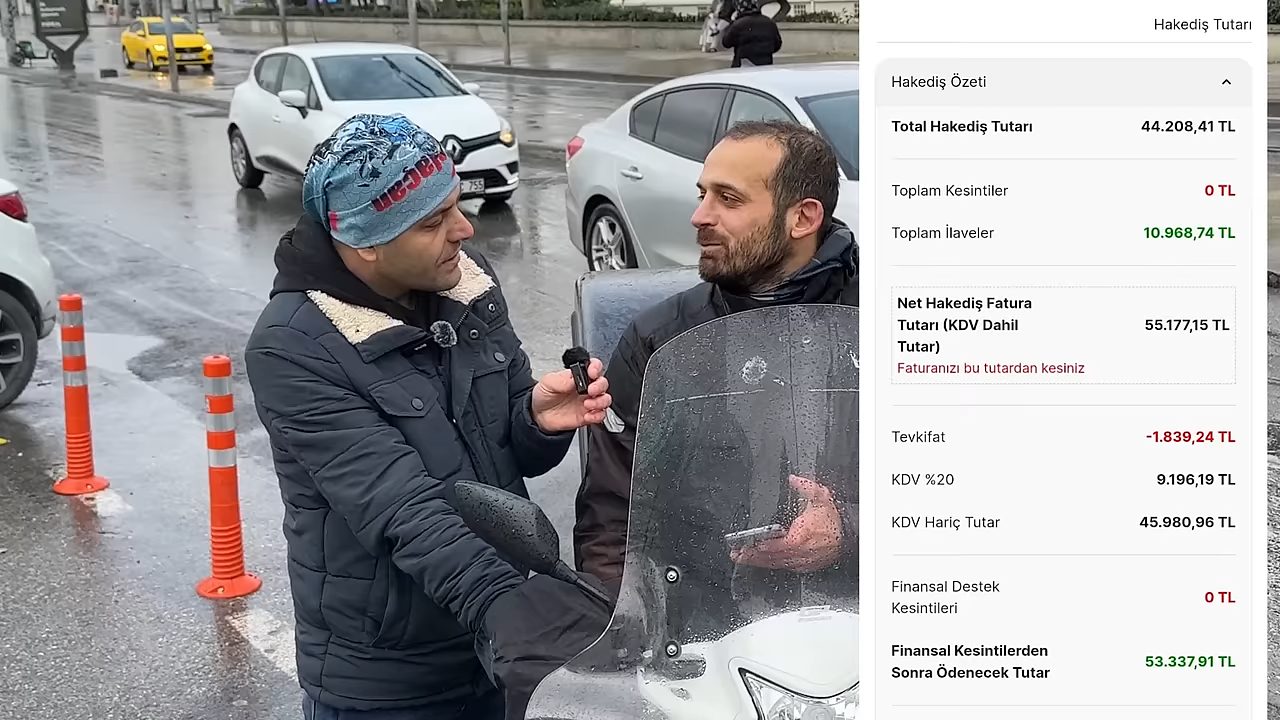 Hakediş Tutarı
Hakediş Özeti
Total Hakediş Tutarı 44.208,41 TL
Toplam Kesintiler 0 TL
Toplam İlaveler 10.968,74 TL
Net Hakediş Fatura
Tutarı (KDV Dahil
Tutar)
55.177,15 TL
Faturanızı bu tutardan kesiniz
Tevkifat -1.839,24 TL
KDV %20 9.196,19 TL
KDV Hariç Tutar 45.980,96 TL
Finansal Destek
Kesintileri
0 TL
Finansal Kesintilerden
Sonra Ödenecek Tutar
53.337,91 TL